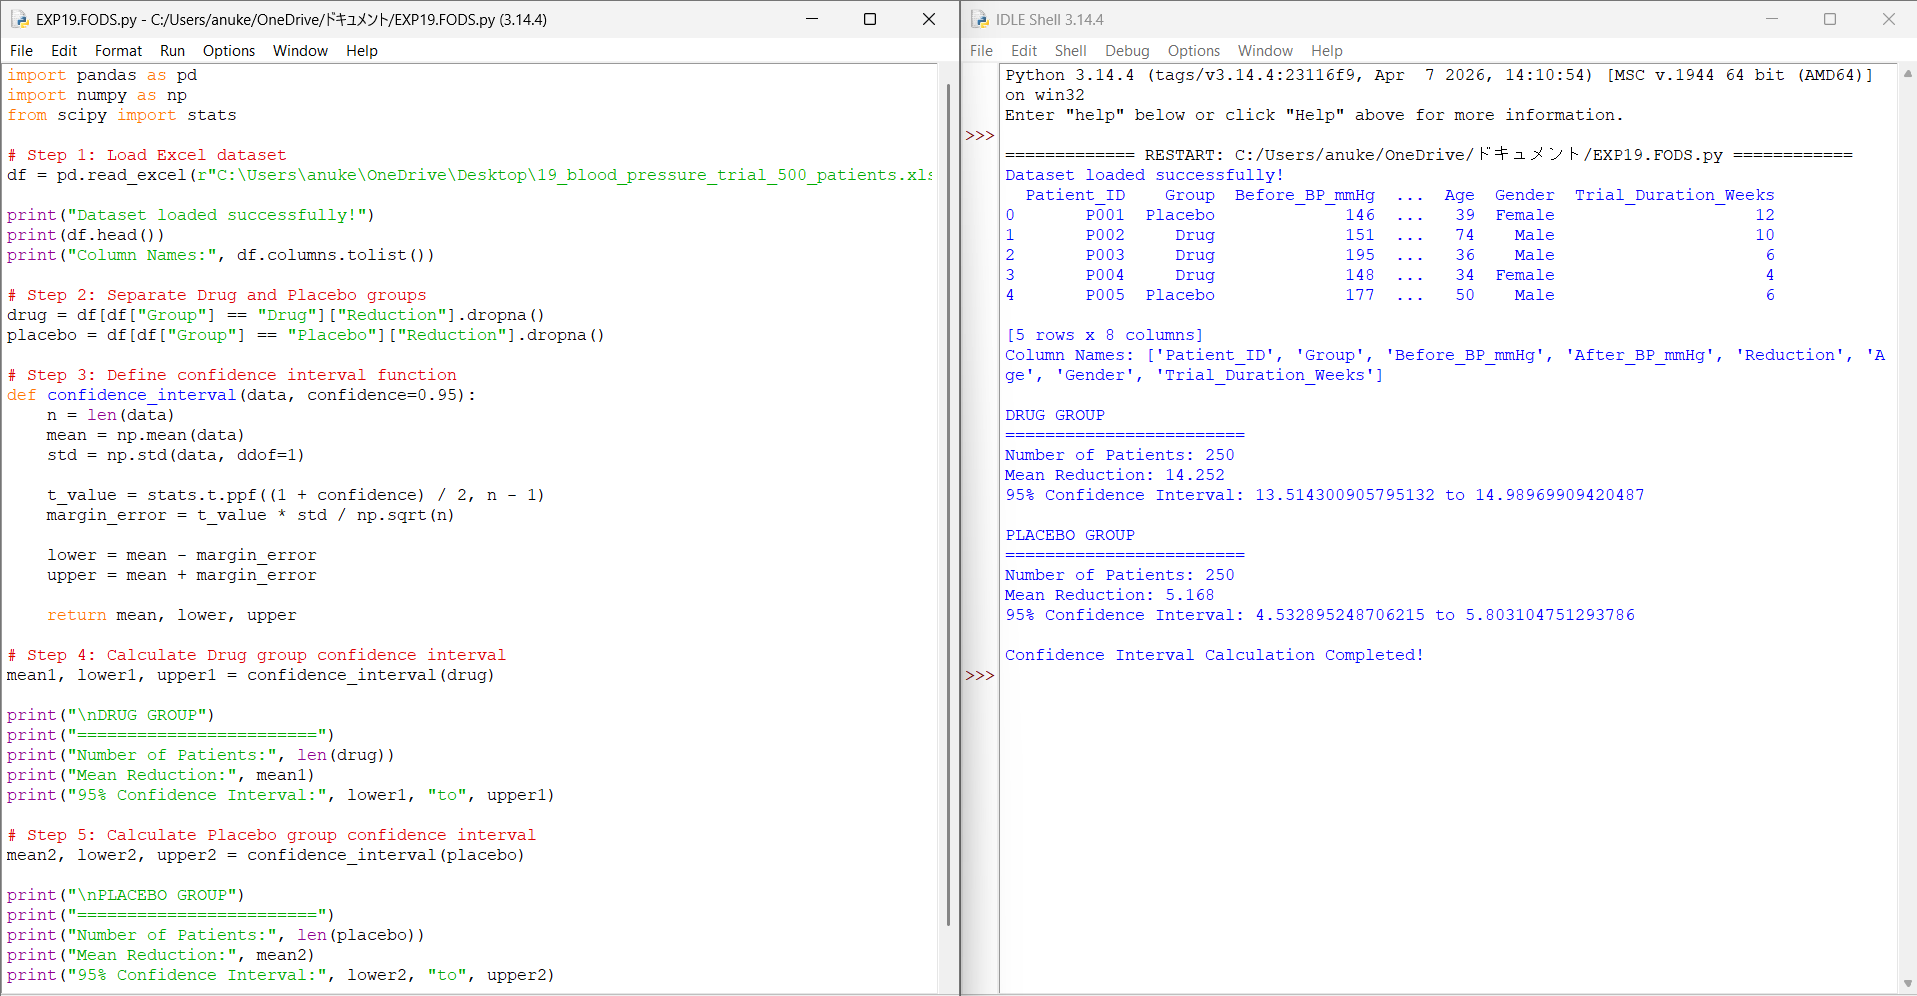 EXP19.FODS.py - C:/Users/anuke/OneDrive/ドキュメント/EXP19.FODS.py (3.14.4)
File Edit Format Run Options Window Help
import pandas as pd
import numpy as np
from scipy import stats

# Step 1: Load Excel dataset
df = pd.read_excel(r"C:\Users\anuke\OneDrive\Desktop\19_blood_pressure_trial_500_patients.xls

print("Dataset loaded successfully!")
print(df.head())
print("Column Names:", df.columns.tolist())

# Step 2: Separate Drug and Placebo groups
drug = df[df["Group"] == "Drug"]["Reduction"].dropna()
placebo = df[df["Group"] == "Placebo"]["Reduction"].dropna()

# Step 3: Define confidence interval function
def confidence_interval(data, confidence=0.95):
    n = len(data)
    mean = np.mean(data)
    std = np.std(data, ddof=1)

    t_value = stats.t.ppf((1 + confidence) / 2, n - 1)
    margin_error = t_value * std / np.sqrt(n)

    lower = mean - margin_error
    upper = mean + margin_error

    return mean, lower, upper

# Step 4: Calculate Drug group confidence interval
mean1, lower1, upper1 = confidence_interval(drug)

print("\nDRUG GROUP")
print("========================")
print("Number of Patients:", len(drug))
print("Mean Reduction:", mean1)
print("95% Confidence Interval:", lower1, "to", upper1)

# Step 5: Calculate Placebo group confidence interval
mean2, lower2, upper2 = confidence_interval(placebo)

print("\nPLACEBO GROUP")
print("========================")
print("Number of Patients:", len(placebo))
print("Mean Reduction:", mean2)
print("95% Confidence Interval:", lower2, "to", upper2)
IDLE Shell 3.14.4
File Edit Shell Debug Options Window Help
Python 3.14.4 (tags/v3.14.4:23116f9, Apr  7 2026, 14:10:54) [MSC v.1944 64 bit (AMD64)]
on win32
Enter "help" below or click "Help" above for more information.
>>>
============= RESTART: C:/Users/anuke/OneDrive/ドキュメント/EXP19.FODS.py ============
Dataset loaded successfully!
  Patient_ID    Group  Before_BP_mmHg  ...  Age  Gender  Trial_Duration_Weeks
0       P001  Placebo             146  ...   39  Female                    12
1       P002     Drug             151  ...   74    Male                    10
2       P003     Drug             195  ...   36    Male                     6
3       P004     Drug             148  ...   34  Female                     4
4       P005  Placebo             177  ...   50    Male                     6

[5 rows x 8 columns]
Column Names: ['Patient_ID', 'Group', 'Before_BP_mmHg', 'After_BP_mmHg', 'Reduction', 'A
ge', 'Gender', 'Trial_Duration_Weeks']

DRUG GROUP
========================
Number of Patients: 250
Mean Reduction: 14.252
95% Confidence Interval: 13.514300905795132 to 14.98969909420487

PLACEBO GROUP
========================
Number of Patients: 250
Mean Reduction: 5.168
95% Confidence Interval: 4.532895248706215 to 5.803104751293786

Confidence Interval Calculation Completed!
>>>